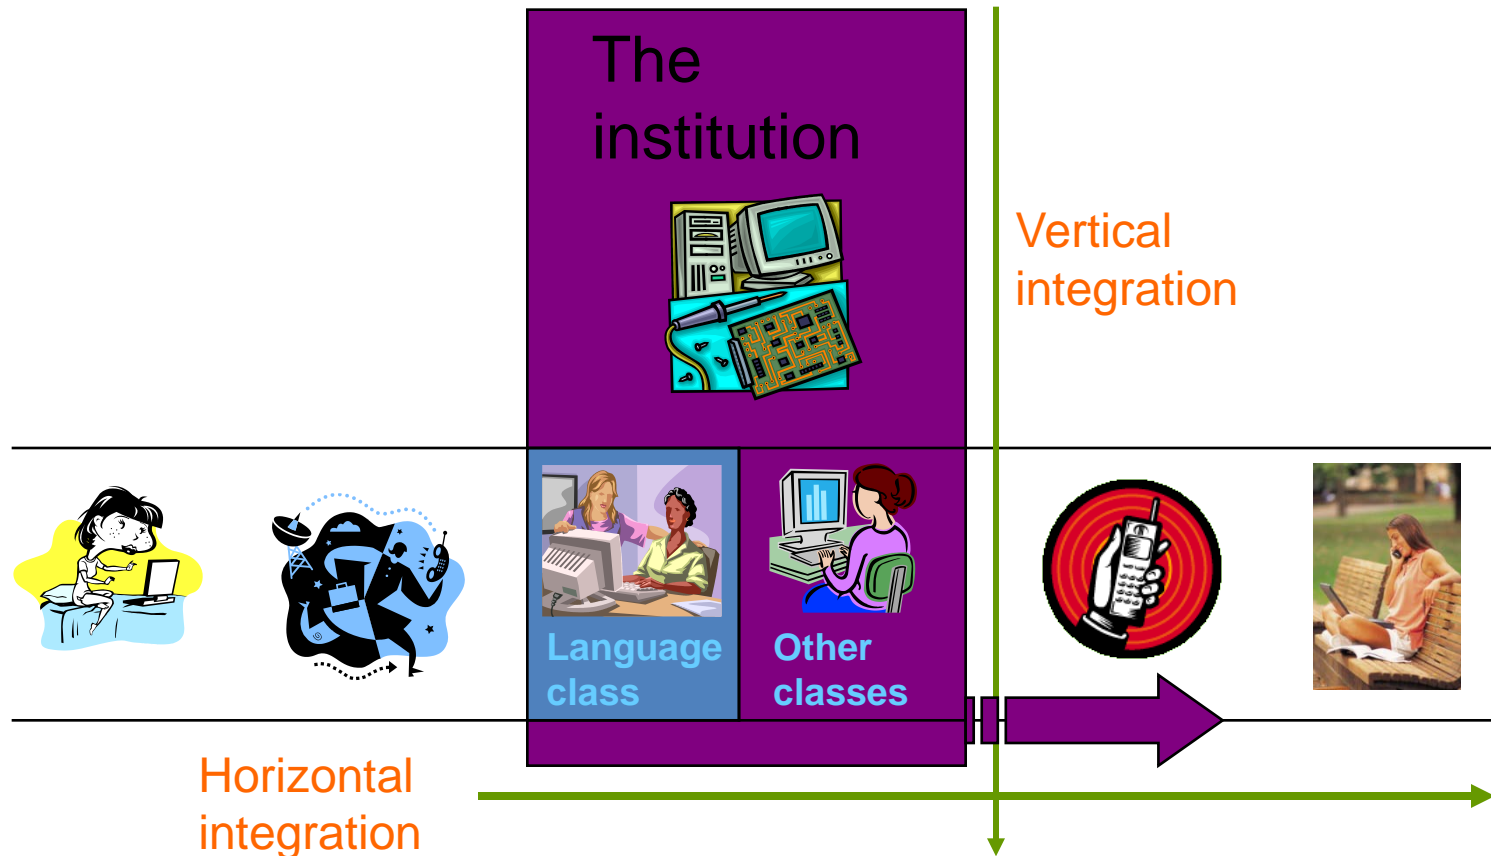 The
institution
Vertical
integration
Language
class
Other
classes
Horizontal
integration